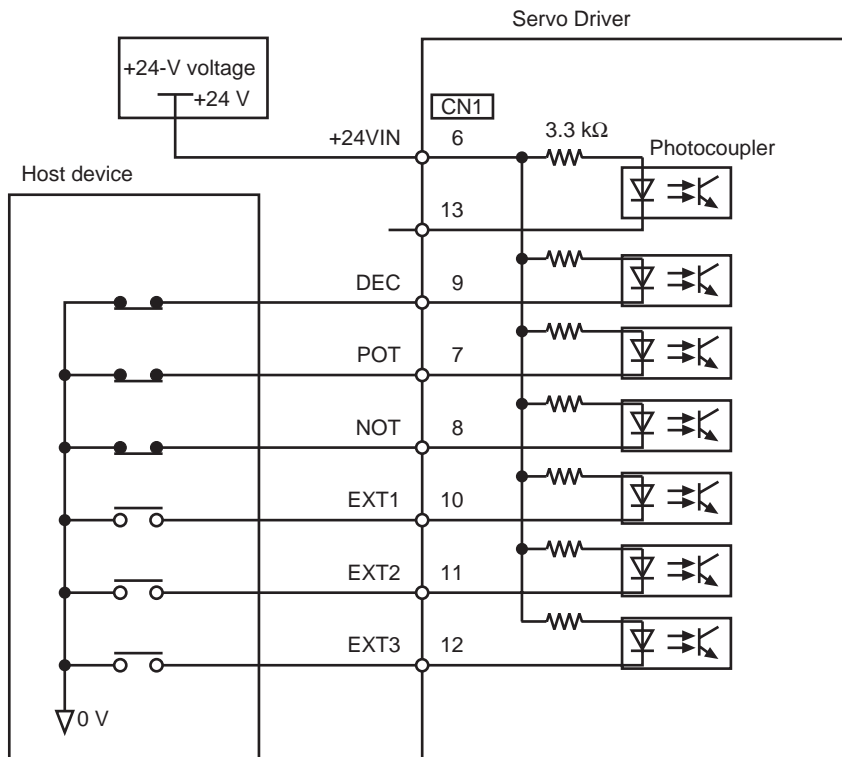 Servo Driver
+24-V voltage
+24 V
CN1
+24VIN
6
3.3 kΩ
Photocoupler
Host device
13
DEC
9
POT
7
NOT
8
EXT1
10
EXT2
11
EXT3
12
0 V